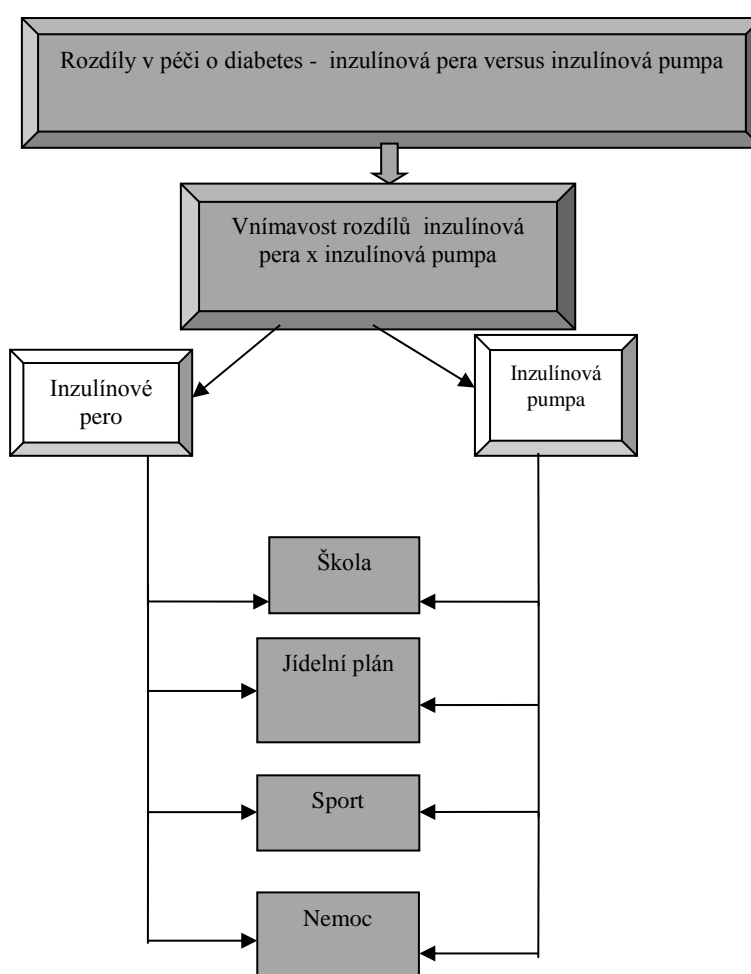 Rozdíly v péči o diabetes - inzulínová pera versus inzulínová pumpa
Vnímavost rozdílů inzulínová
pera x inzulínová pumpa
Inzulínové
pero
Inzulínová
pumpa
Škola
Jídelní plán
Sport
Nemoc